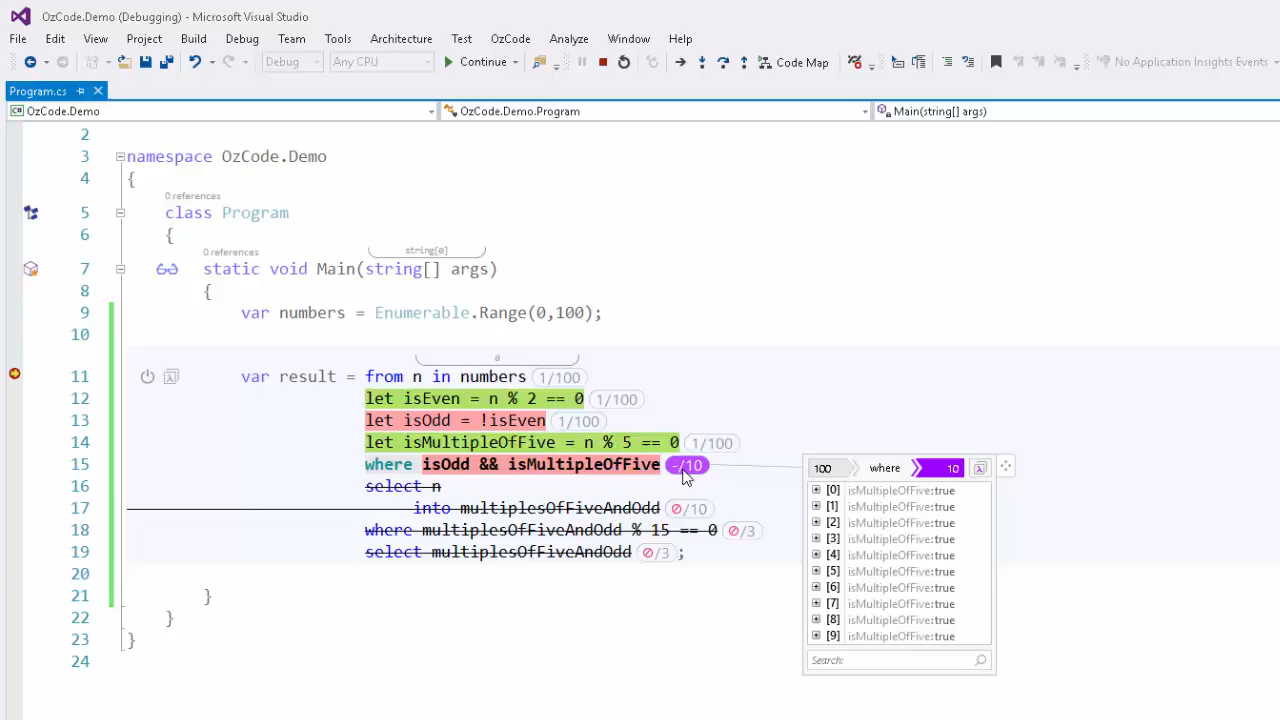 OzCode.Demo (Debugging) - Microsoft Visual Studio
File Edit View Project Build Debug Team Tools Architecture Test OzCode Analyze Window Help
Debug Any CPU Continue Code Map No Application Insights Events
Program.cs
OzCode.Demo OzCode.Demo.Program Main(string[] args)
2
3 namespace OzCode.Demo
4 {
0 references
5 class Program
6 {
0 references string[0]
7 static void Main(string[] args)
8 {
9 var numbers = Enumerable.Range(0,100);
10
0
11 var result = from n in numbers 1/100
12 let isEven = n % 2 == 0 1/100
13 let isOdd = !isEven 1/100
14 let isMultipleOfFive = n % 5 == 0 1/100
15 where isOdd && isMultipleOfFive -/10
16 select n
17 into multiplesOfFiveAndOdd /10
18 where multiplesOfFiveAndOdd % 15 == 0 /3
19 select multiplesOfFiveAndOdd /3 ;
20
21 }
22 }
23 }
24
100 where 10
[0] isMultipleOfFive:true
[1] isMultipleOfFive:true
[2] isMultipleOfFive:true
[3] isMultipleOfFive:true
[4] isMultipleOfFive:true
[5] isMultipleOfFive:true
[6] isMultipleOfFive:true
[7] isMultipleOfFive:true
[8] isMultipleOfFive:true
[9] isMultipleOfFive:true
Search: